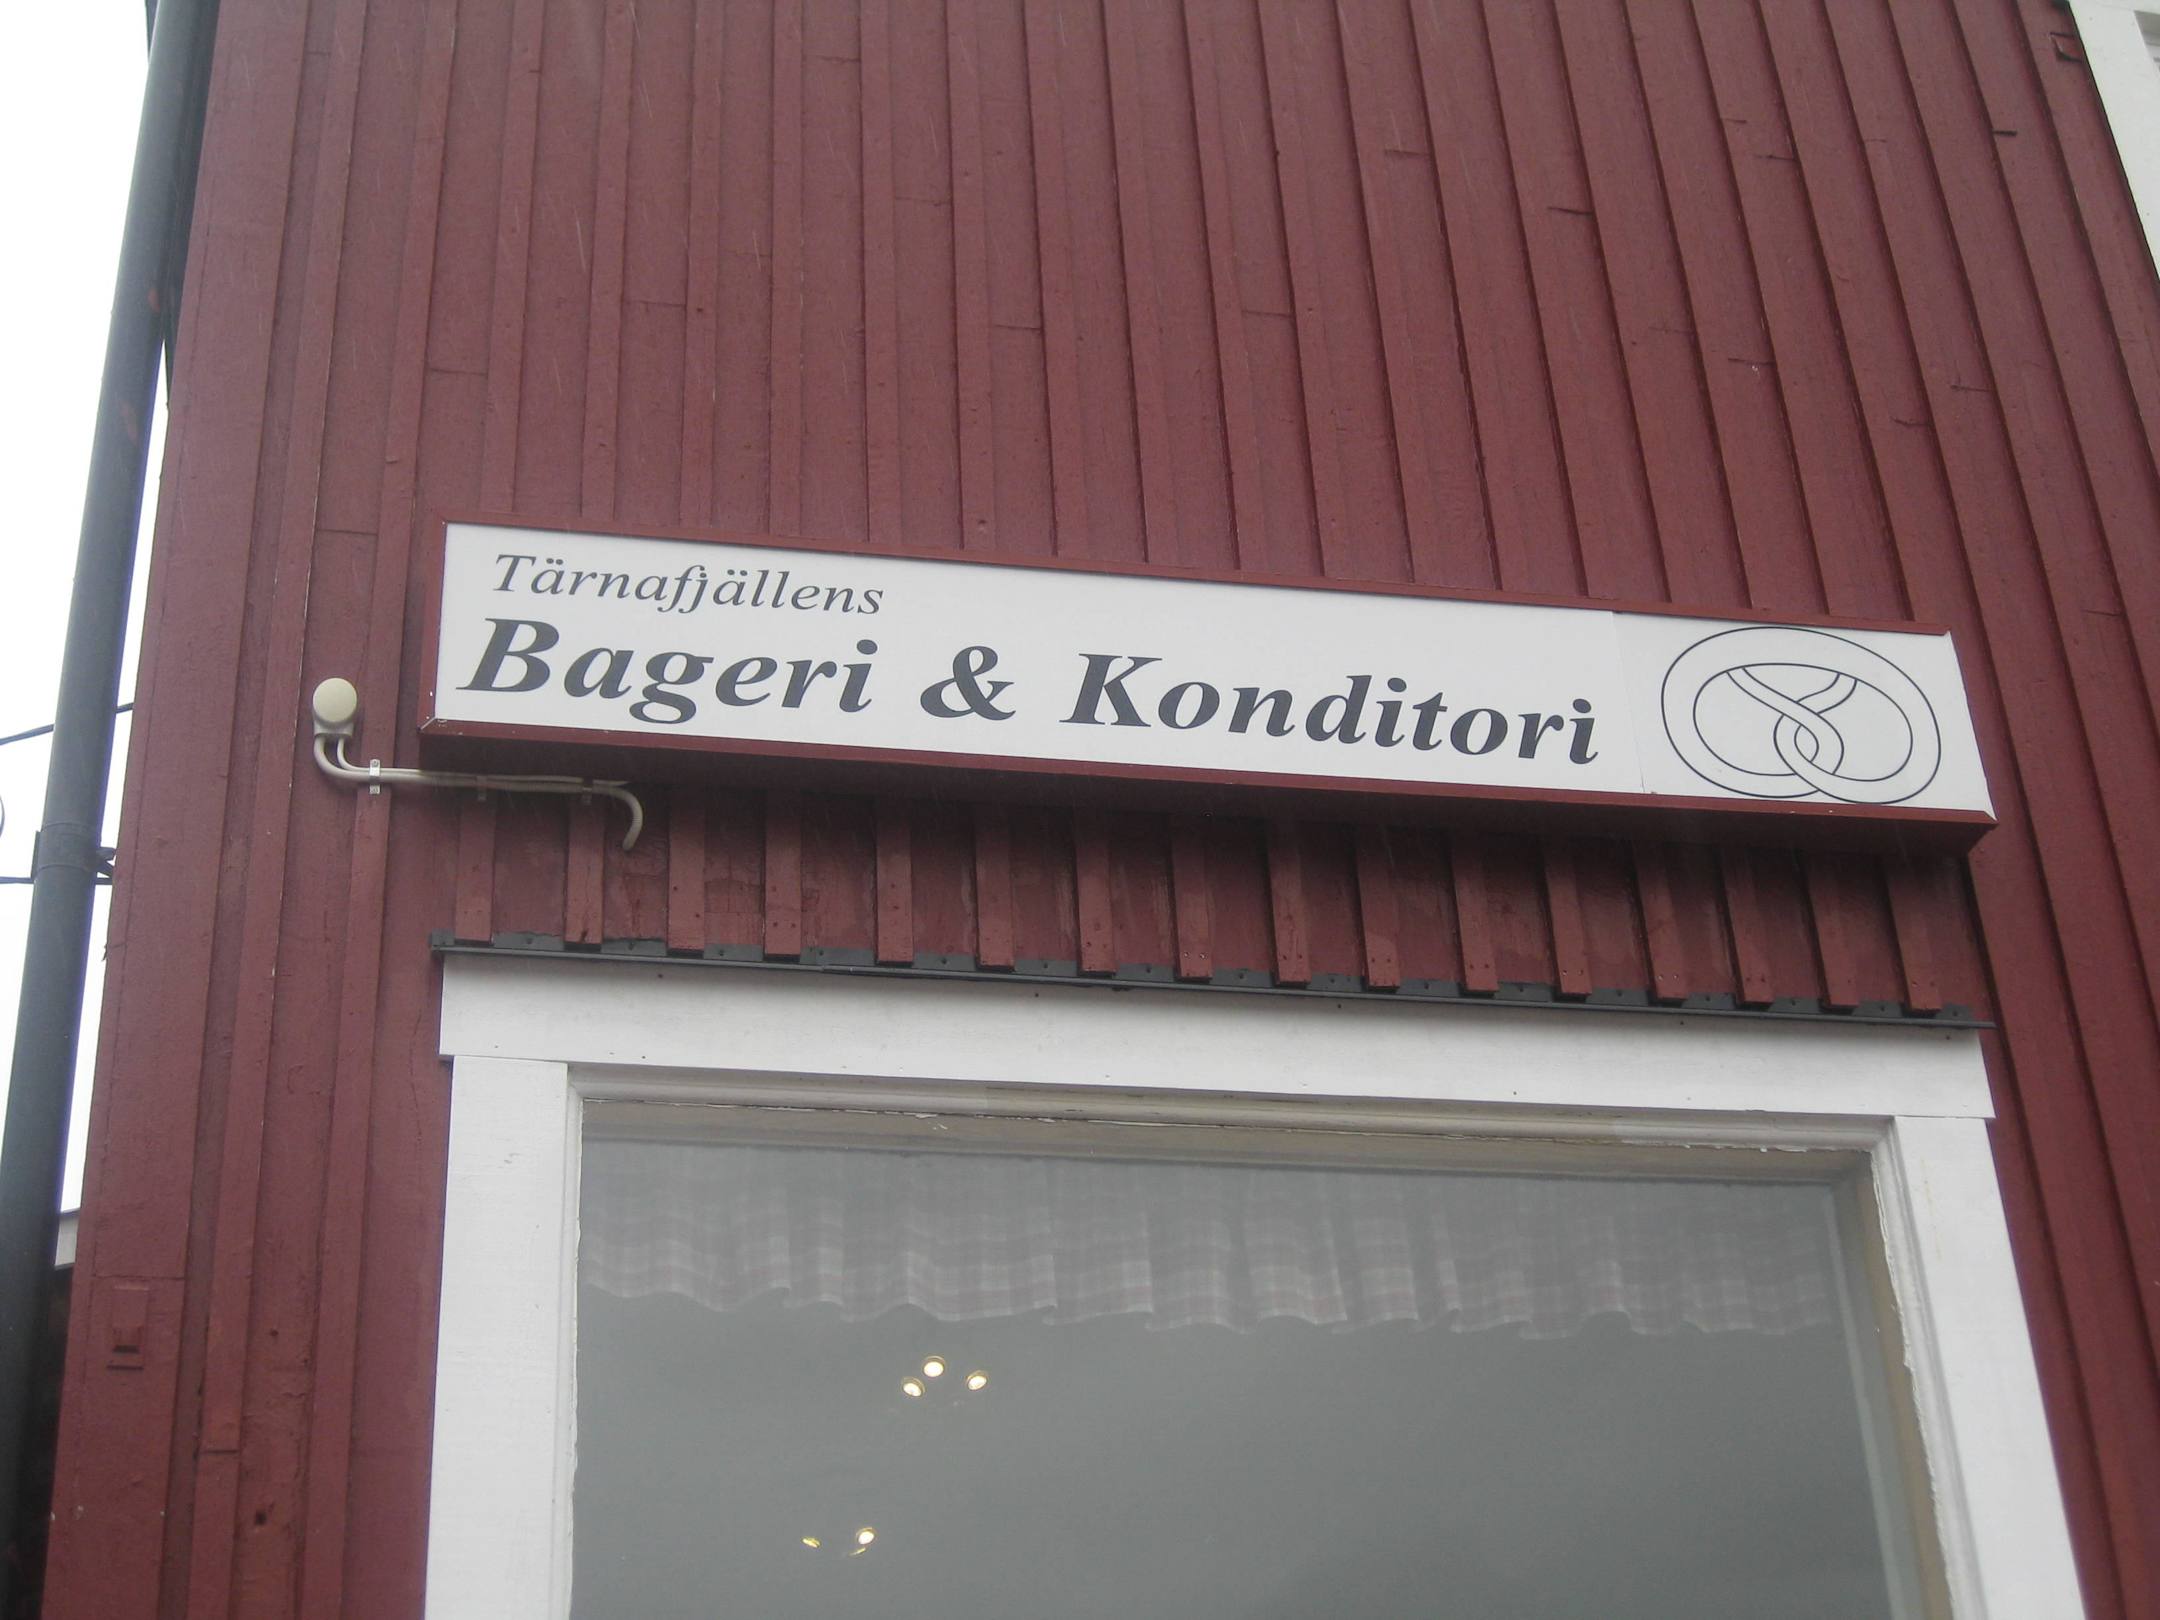 Tärnafjällens
Bageri & Konditori